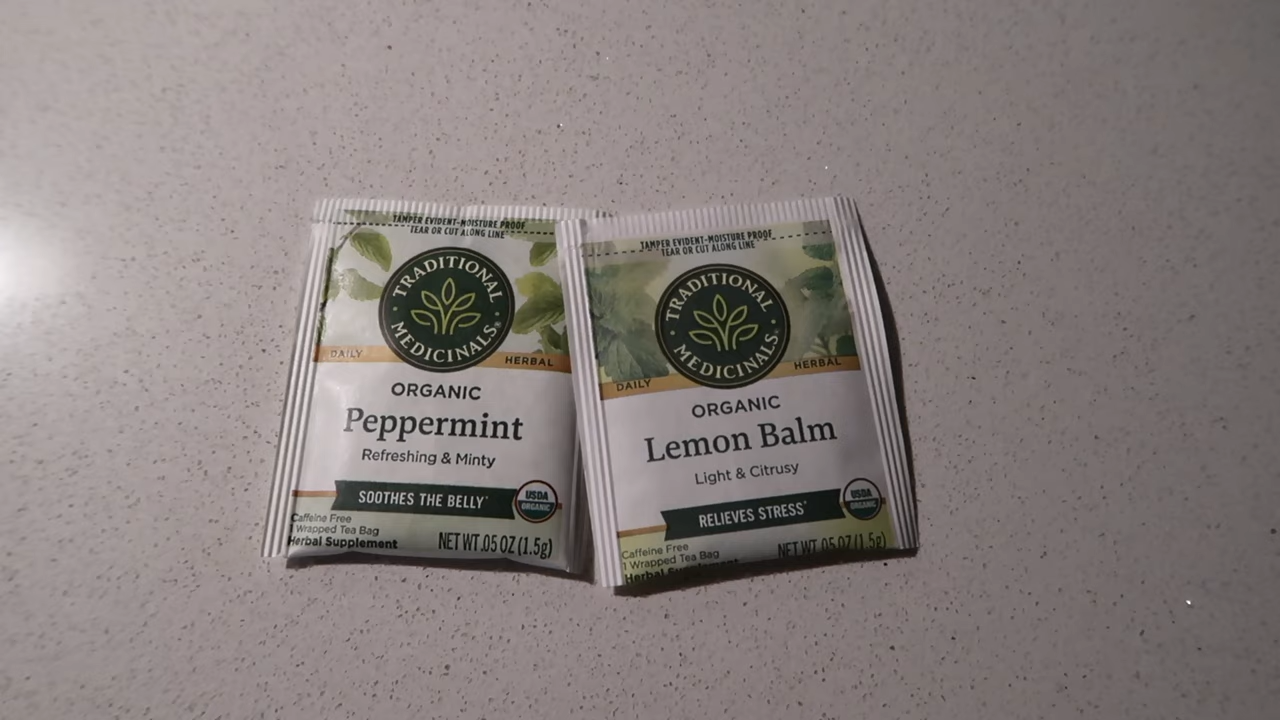 TAMPER EVIDENT-MOISTURE PROOF
TEAR OR CUT ALONG LINE
TRADITIONAL
MEDICINALS®
DAILY
HERBAL
ORGANIC
Peppermint
Refreshing & Minty
SOOTHES THE BELLY*
USDA
ORGANIC
Caffeine Free
1 Wrapped Tea Bag
Herbal Supplement
NET WT .05 OZ (1.5g)
TAMPER EVIDENT-MOISTURE PROOF
TEAR OR CUT ALONG LINE
TRADITIONAL
MEDICINALS®
DAILY
HERBAL
ORGANIC
Lemon Balm
Light & Citrusy
RELIEVES STRESS*
USDA
ORGANIC
Caffeine Free
1 Wrapped Tea Bag
Herbal Supplement
NET WT .05 OZ (1.5g)